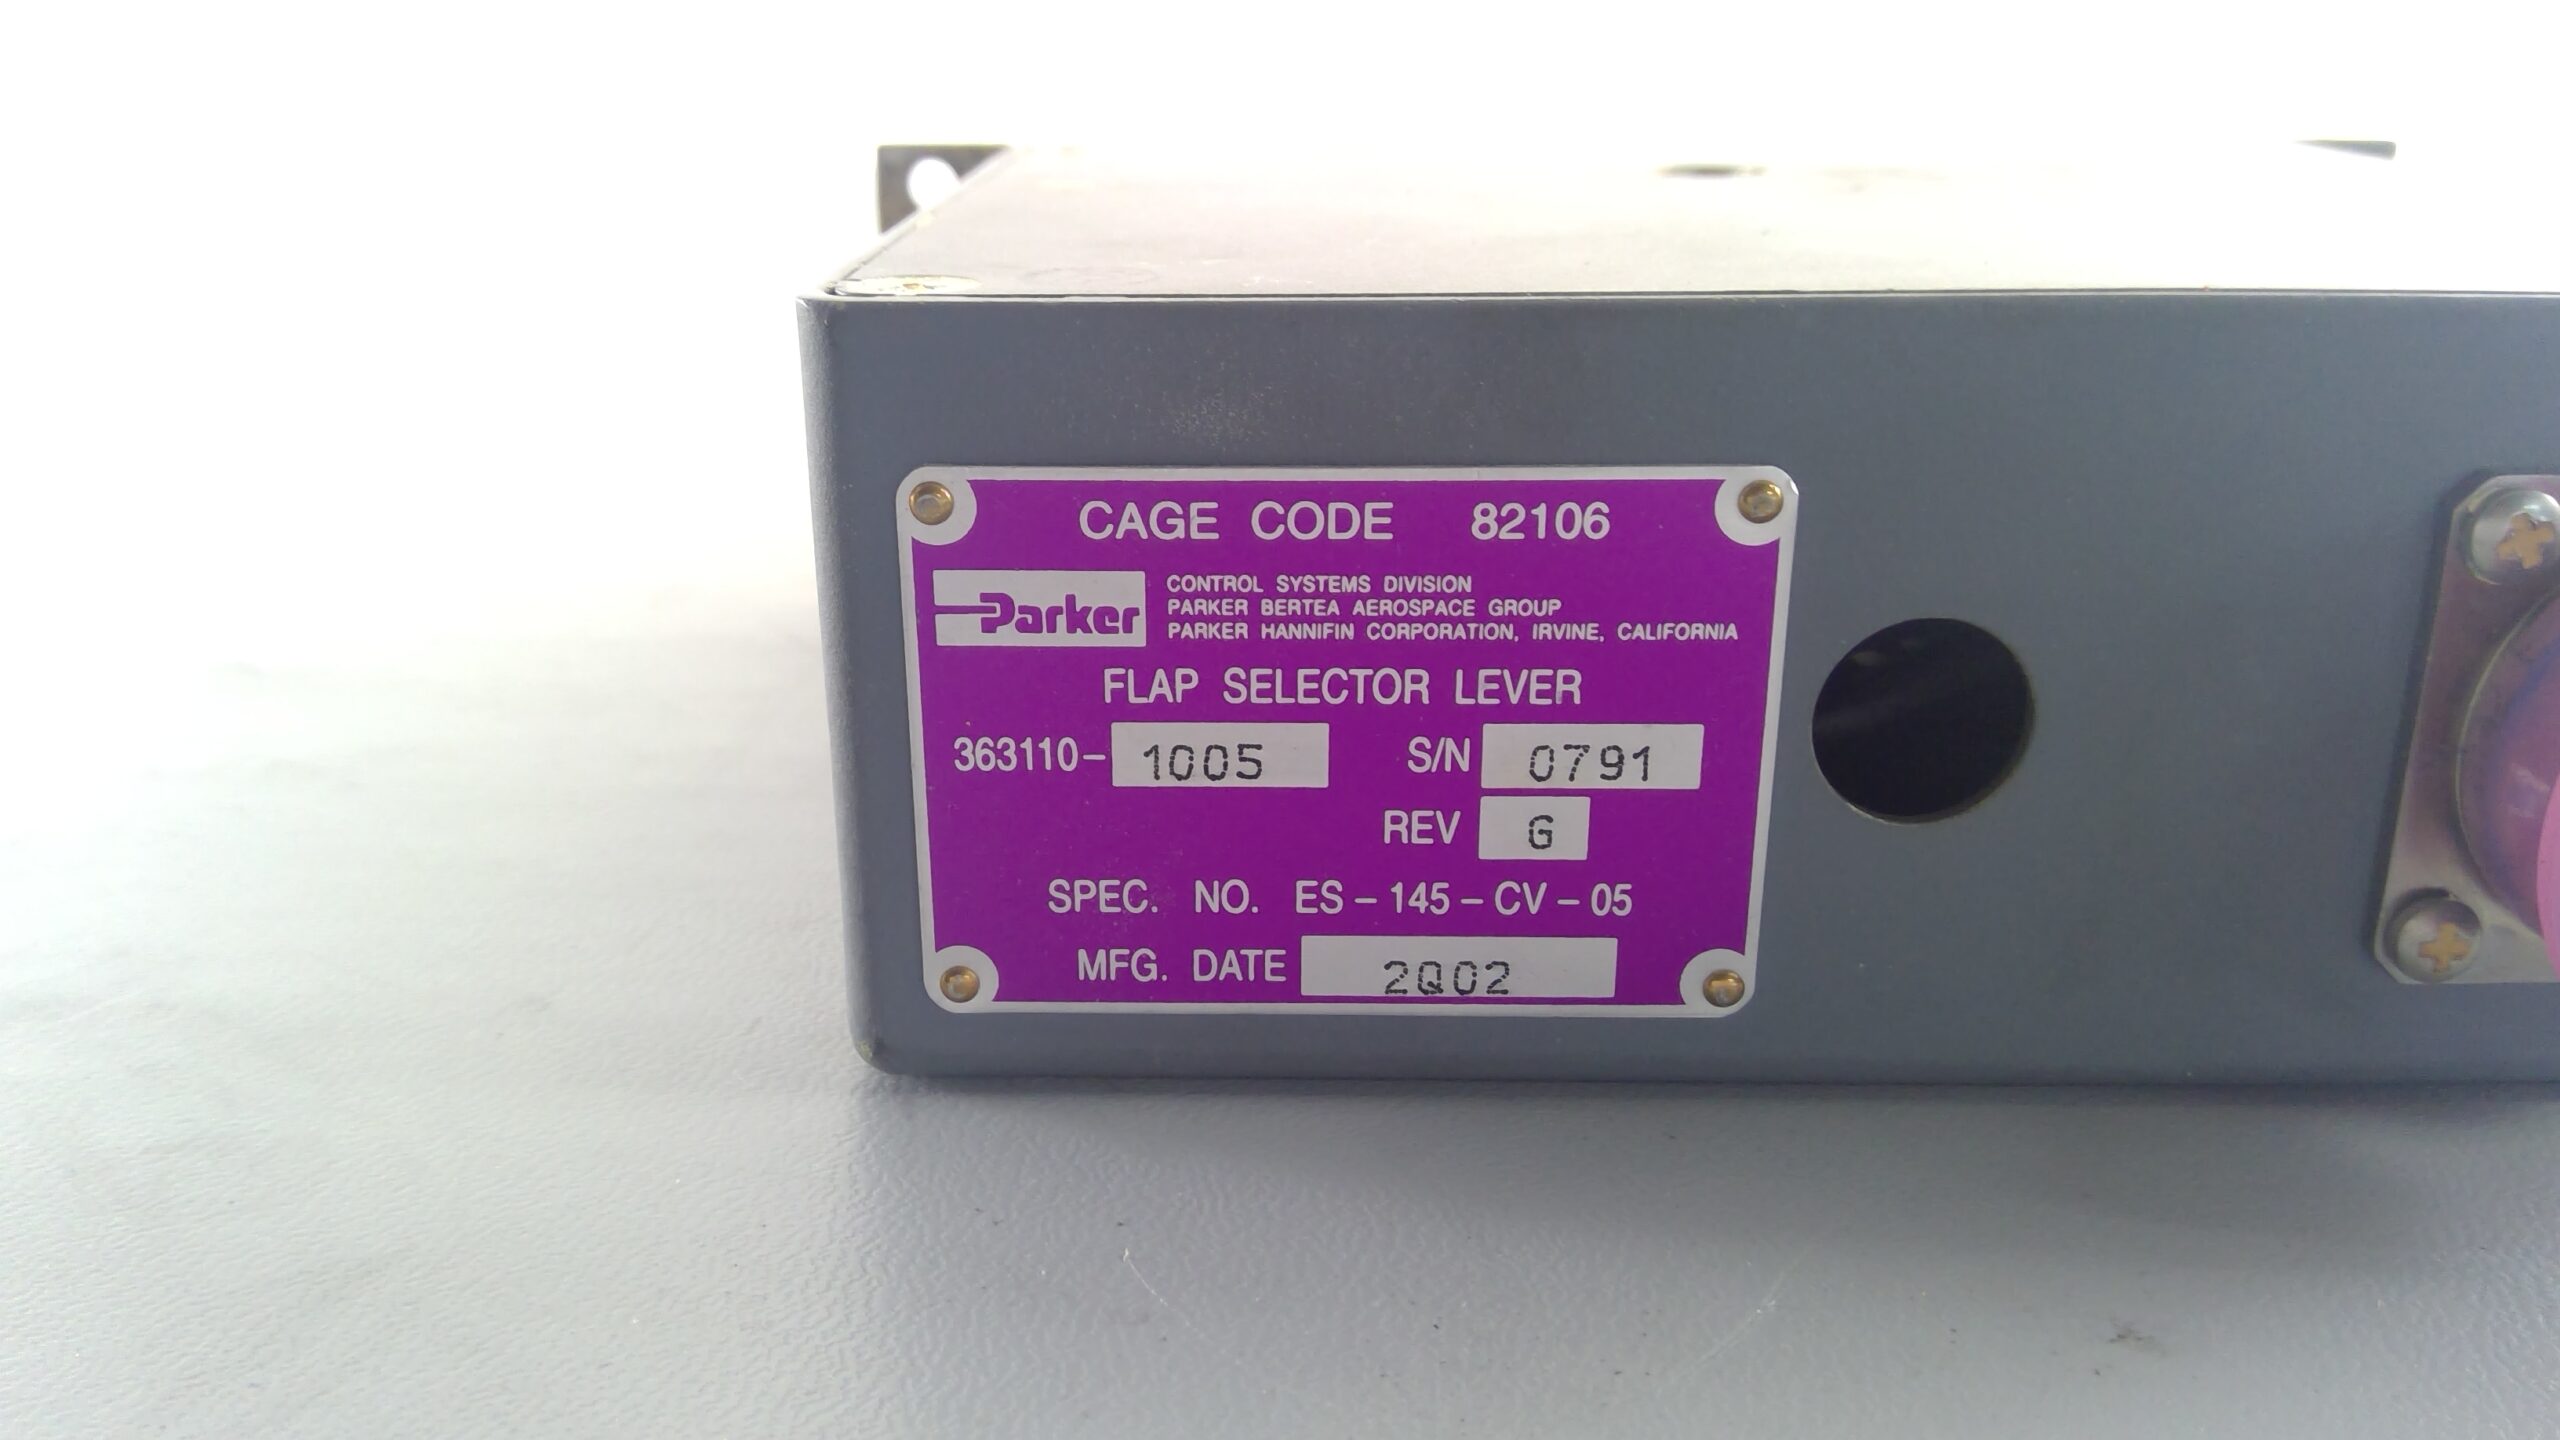 CAGE CODE 82106
Parker
CONTROL SYSTEMS DIVISION
PARKER BERTEA AEROSPACE GROUP
PARKER HANNIFIN CORPORATION, IRVINE, CALIFORNIA
FLAP SELECTOR LEVER
363110- 1005 S/N 0791
REV G
SPEC. NO. ES-145-CV-05
MFG. DATE 2Q02